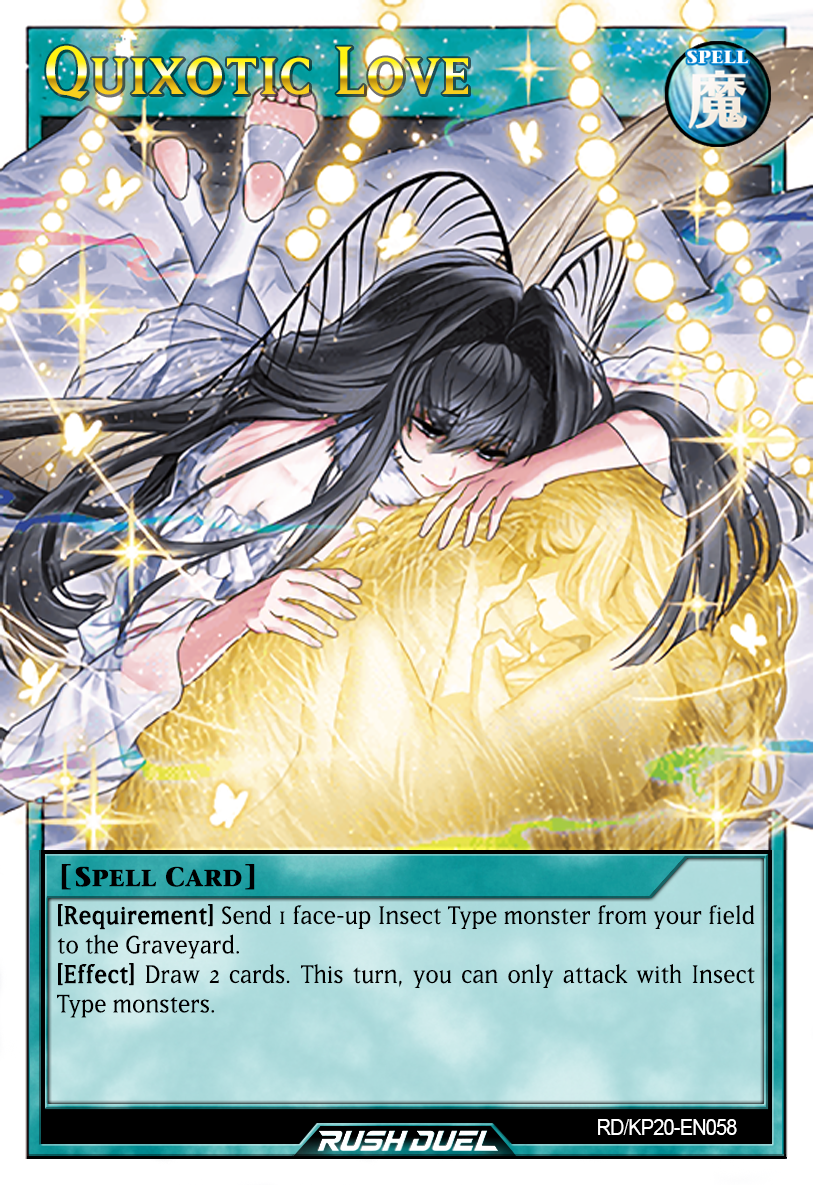 Quixotic Love
SPELL
魔
[Spell Card]
[Requirement] Send 1 face-up Insect Type monster from your field
to the Graveyard.
[Effect] Draw 2 cards. This turn, you can only attack with Insect
Type monsters.
RD/KP20-EN058
RUSH DUEL